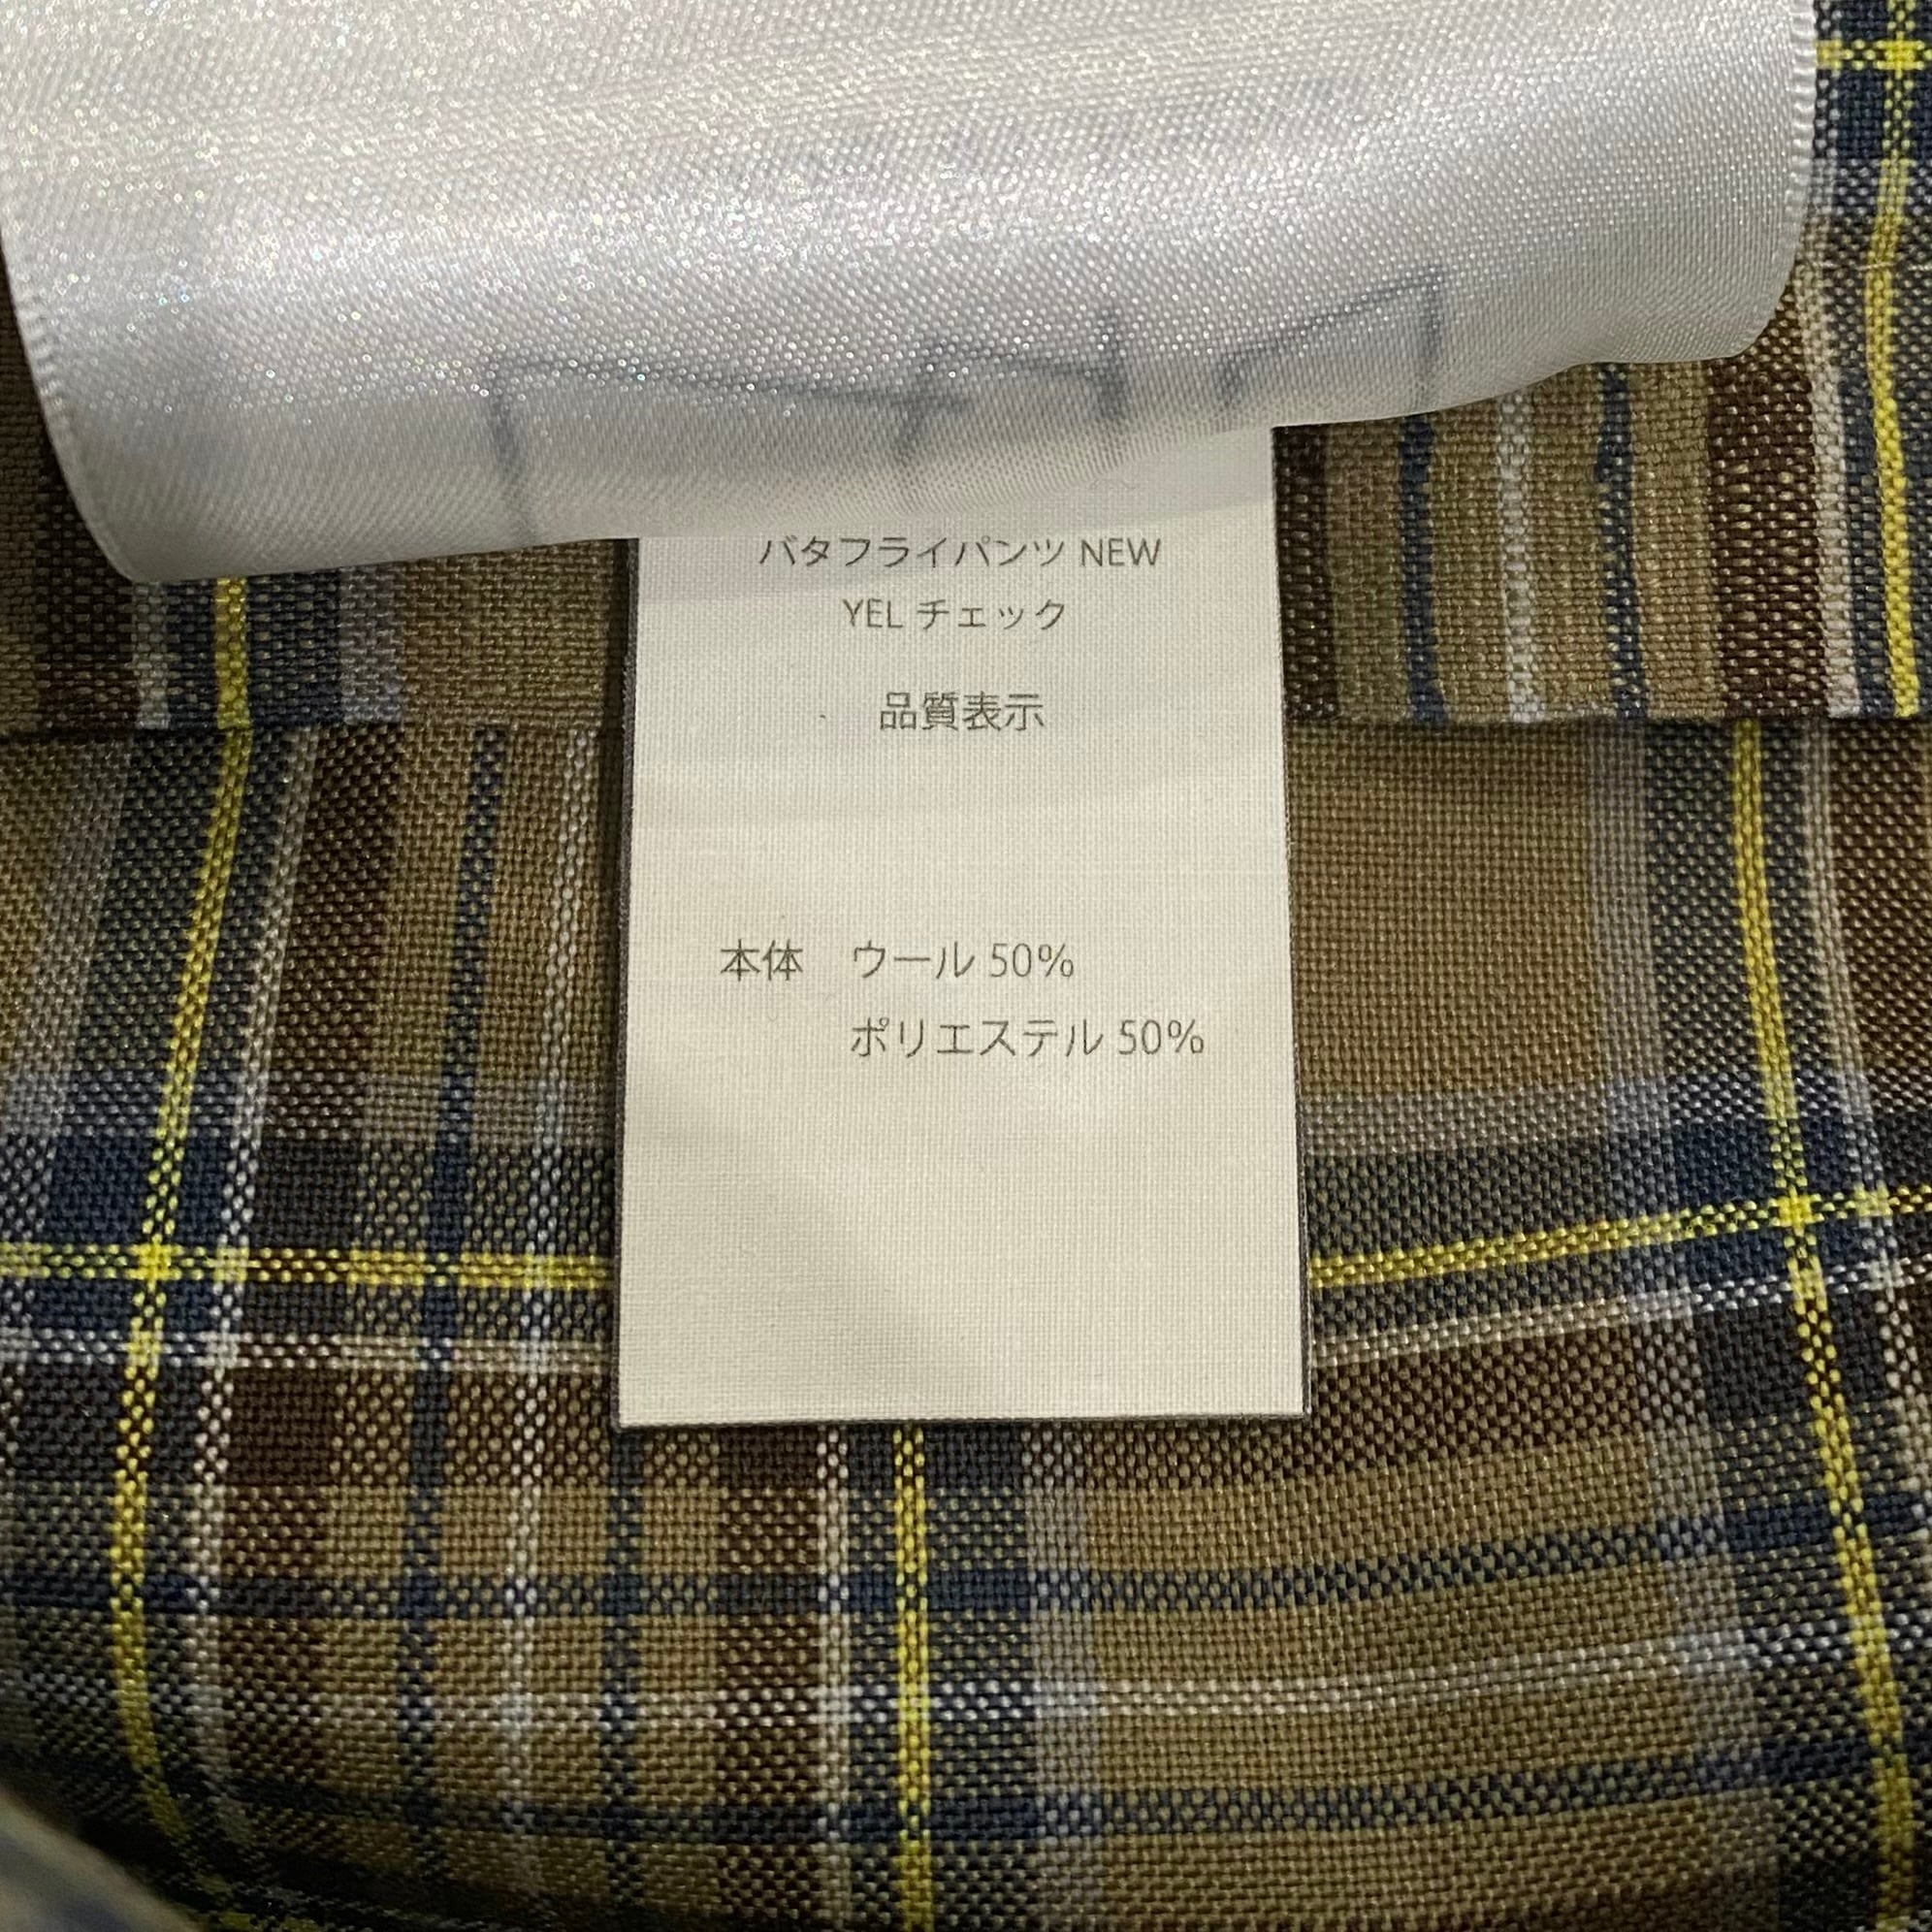 バタフライパンツ NEW
YEL チェック
品質表示
本体 ウール 50%
ポリエステル 50%